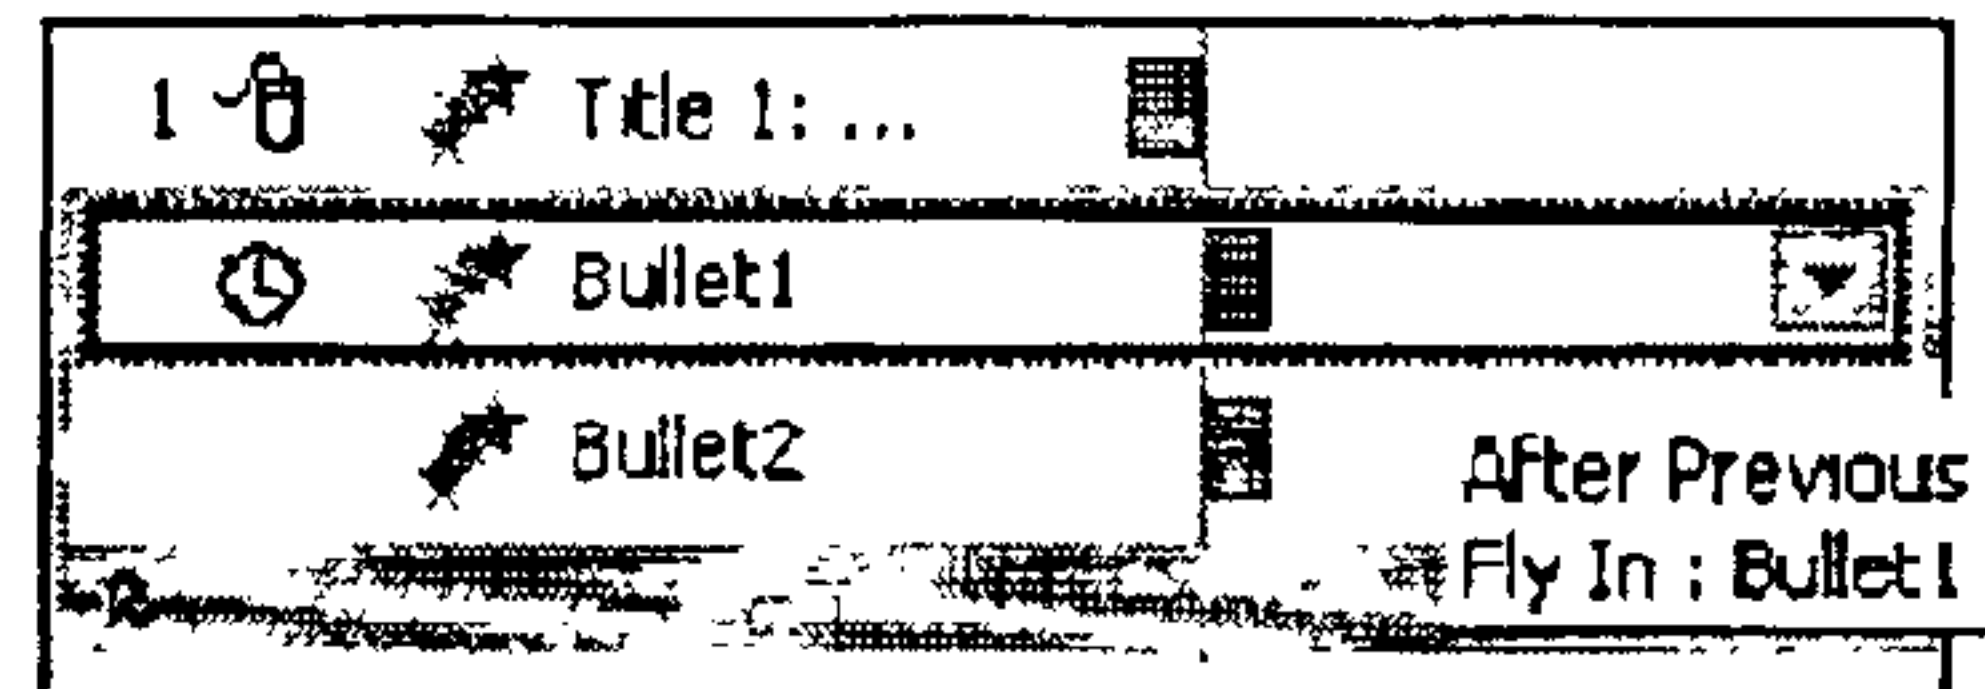 1 Title 1: ...
Bullet1
Bullet2
After Previous
Fly In : Bullet1